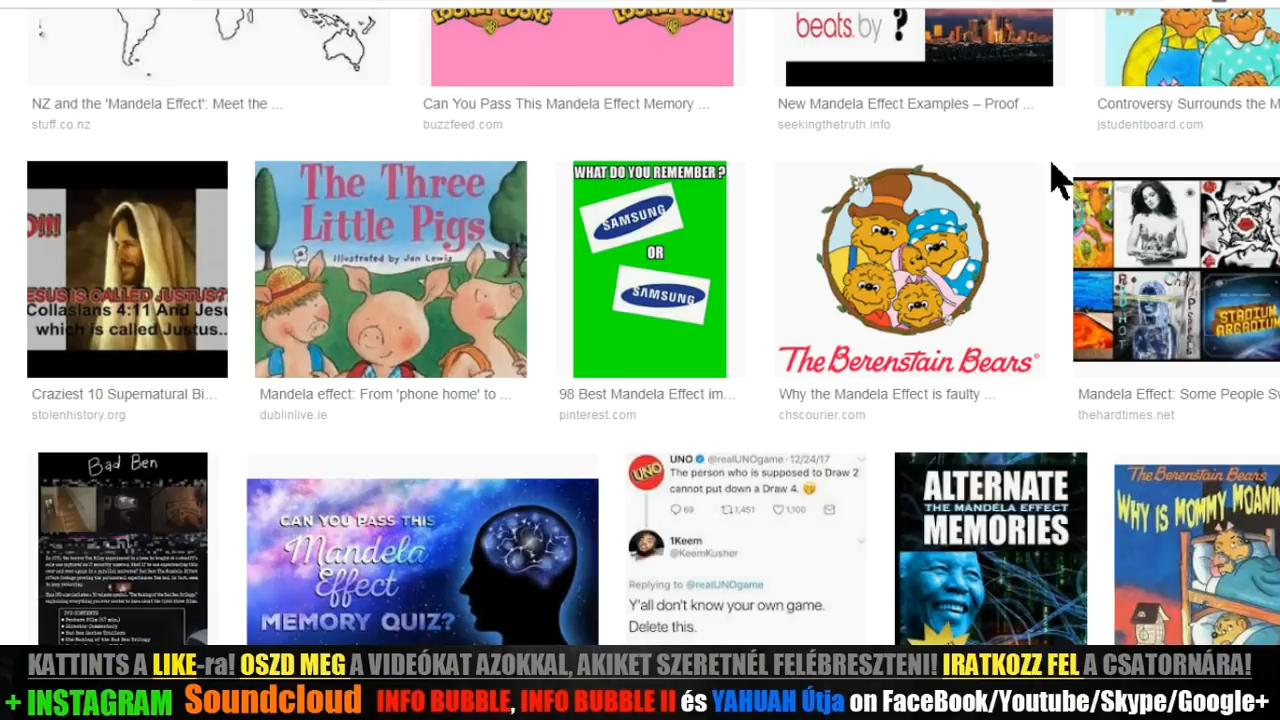 LOONEY TOONS
LOONEY TUNES
beats. by ?
NZ and the 'Mandela Effect': Meet the ...
stuff.co.nz
Can You Pass This Mandela Effect Memory ...
buzzfeed.com
New Mandela Effect Examples – Proof ...
seekingthetruth.info
Controversy Surrounds the M
jstudentboard.com
D!!!
ESUS IS CALLED JUSTUS?
Collasians 4:11 And Jesu
which is called Justus..
The Three
Little Pigs
Illustrated by Jan Lewis
WHAT DO YOU REMEMBER ?
SAMSUNG
OR
SAMSUNG
The Berenstain Bears®
STADIUM
ARCADIUM
Craziest 10 Supernatural Bi...
stolenhistory.org
Mandela effect: From 'phone home' to ...
dublinlive.ie
98 Best Mandela Effect im...
pinterest.com
Why the Mandela Effect is faulty ...
chscourier.com
Mandela Effect: Some People Sw
thehardtimes.net
Bad Ben
CAN YOU PASS THIS
Mandela
Effect
MEMORY QUIZ?
UNO
UNO @realUNOgame · 12/24/17
The person who is supposed to Draw 2
cannot put down a Draw 4.
69 1,451 1,100
1Keem
@KeemKusher
Replying to @realUNOgame
Y'all don't know your own game.
Delete this.
ALTERNATE
THE MANDELA EFFECT
MEMORIES
The Berenstain Bears
WHY IS MOMMY MOANIN
KATTINTS A LIKE-ra! OSZD MEG A VIDEÓKAT AZOKKAL, AKIKET SZERETNÉL FELÉBRESZTENI! IRATKOZZ FEL A CSATORNÁRA!
+ INSTAGRAM Soundcloud INFO BUBBLE, INFO BUBBLE II és YAHUAH Útja on FaceBook/Youtube/Skype/Google+